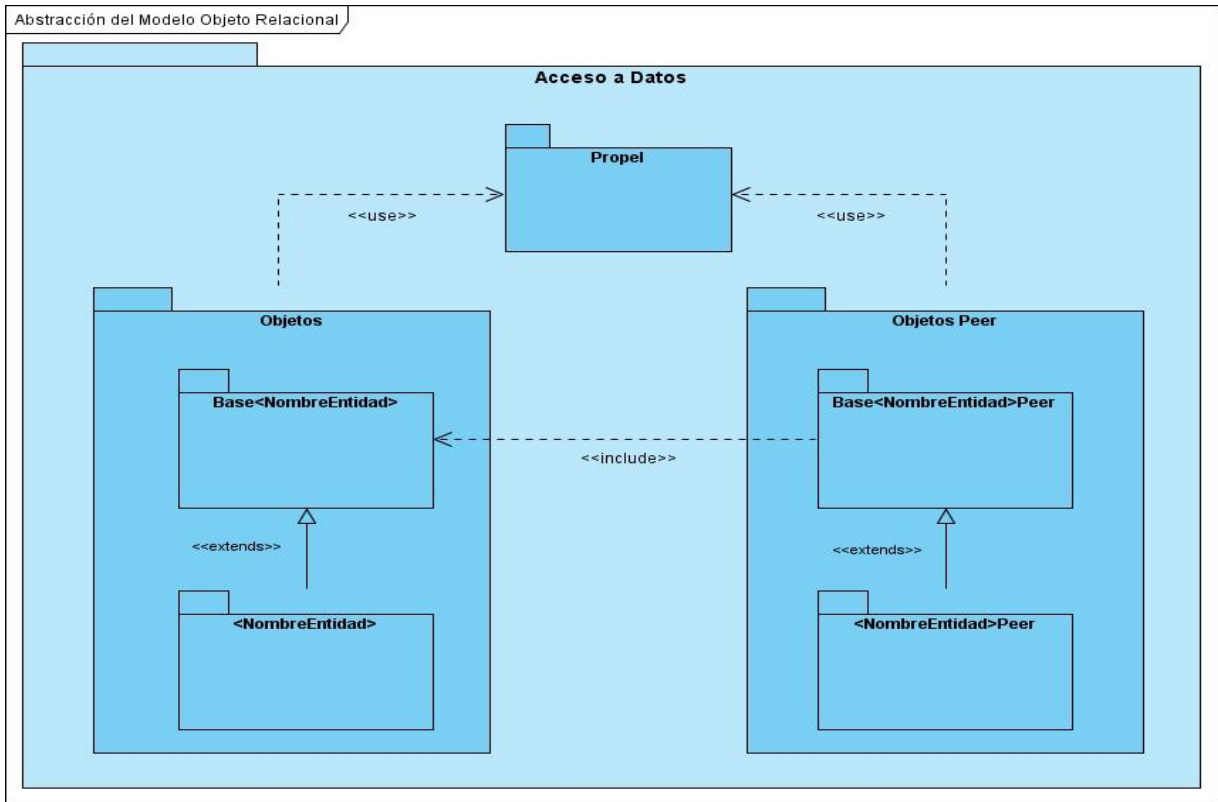 Abstracción del Modelo Objeto Relacional
Acceso a Datos
Propel
<<use>>
<<use>>
Objetos
Objetos Peer
Base<NombreEntidad>
Base<NombreEntidad>Peer
<<include>>
<<extends>>
<<extends>>
<NombreEntidad>
<NombreEntidad>Peer